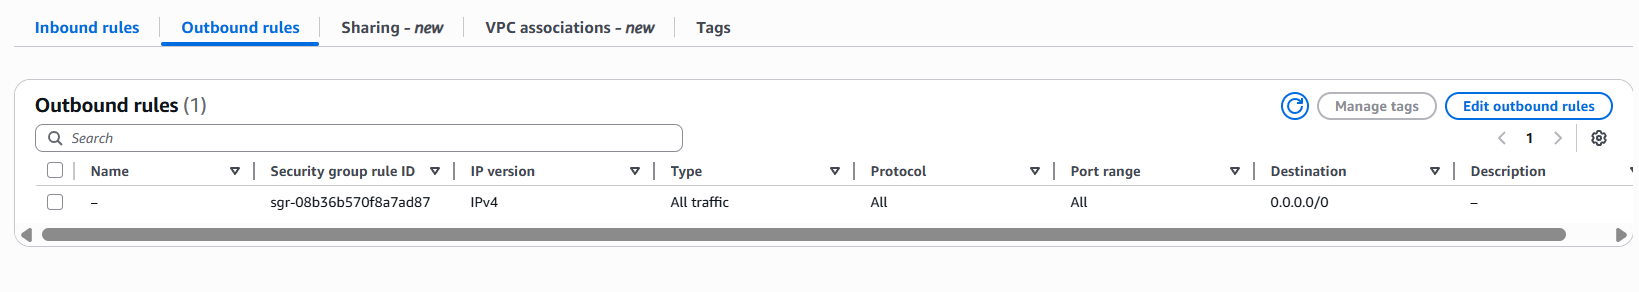 Inbound rules Outbound rules Sharing - new VPC associations - new Tags
Outbound rules (1) Manage tags Edit outbound rules
Search 1
Name Security group rule ID IP version Type Protocol Port range Destination Description
– sgr-08b36b570f8a7ad87 IPv4 All traffic All All 0.0.0.0/0 –